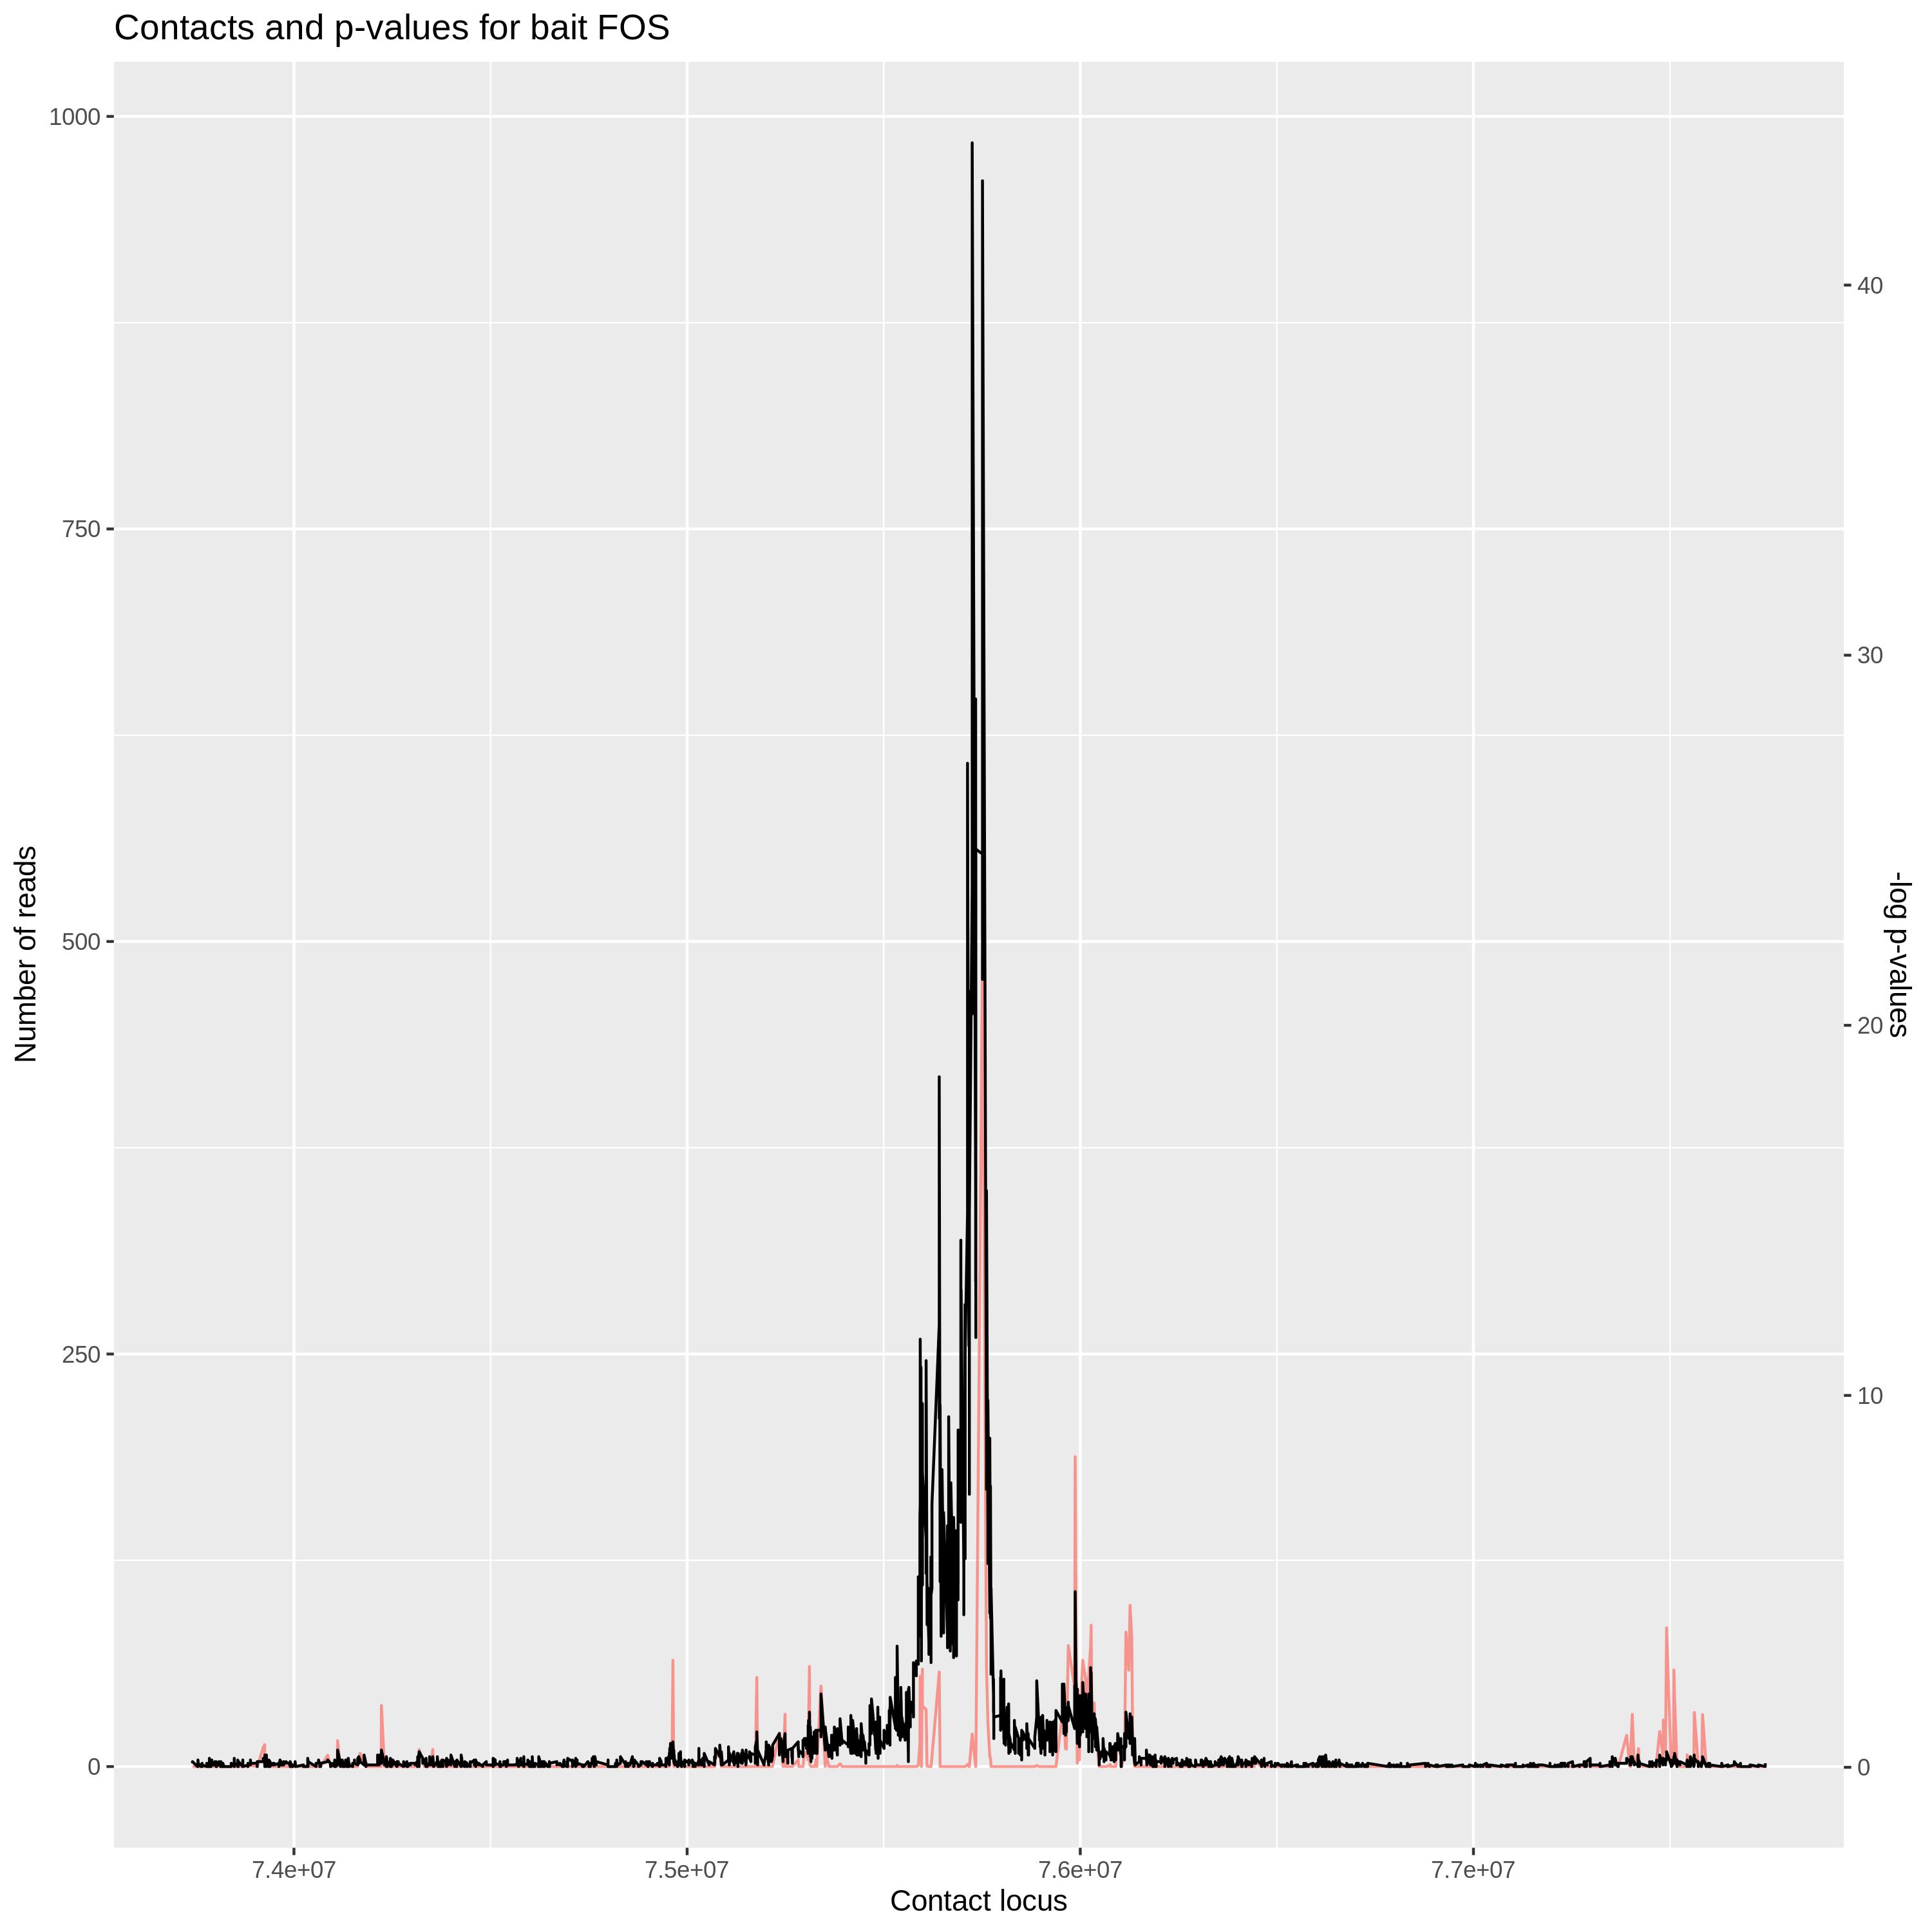 Contacts and p-values for bait FOS
1000
750
500
250
0
Number of reads
40
30
20
10
0
-log p-values
7.4e+07
7.5e+07
7.6e+07
7.7e+07
Contact locus